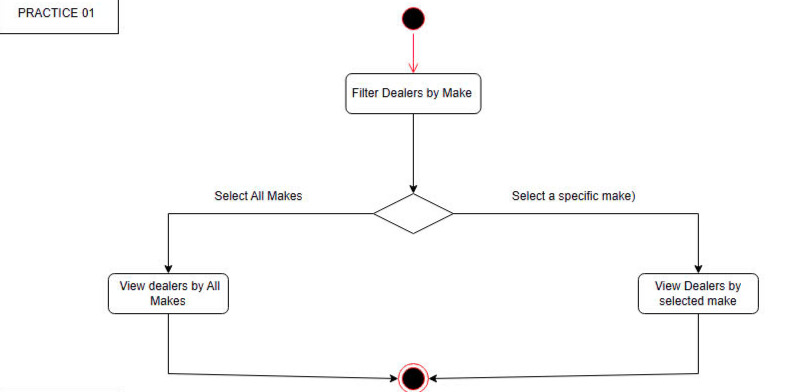 PRACTICE 01
Filter Dealers by Make
Select All Makes
Select a specific make)
View dealers by All
Makes
View Dealers by
selected make